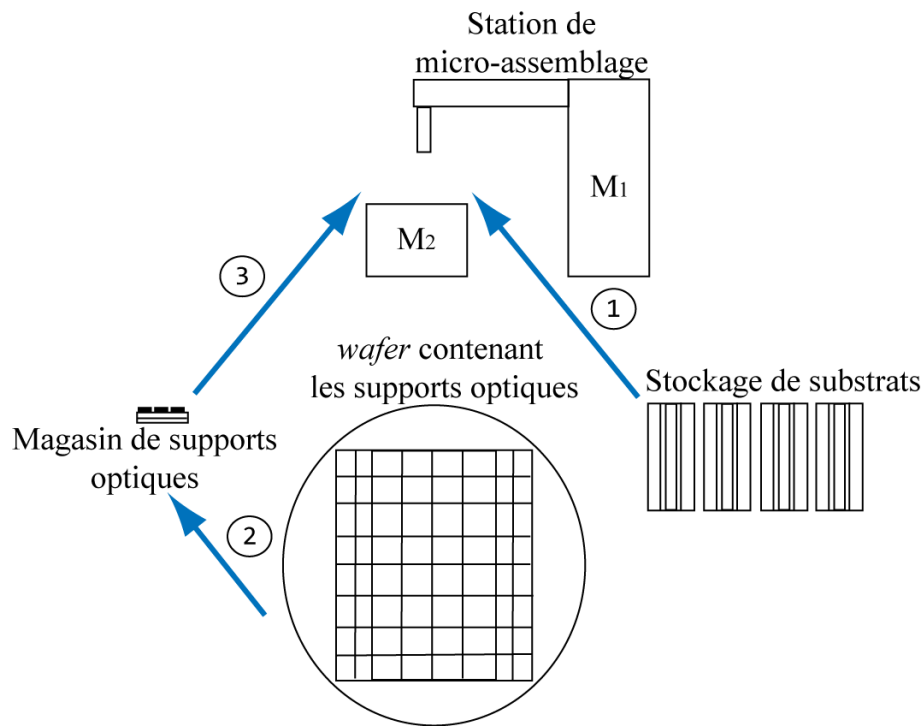 Station de
micro-assemblage
M1
M2
3
1
wafer contenant
les supports optiques
Stockage de substrats
Magasin de supports
optiques
2